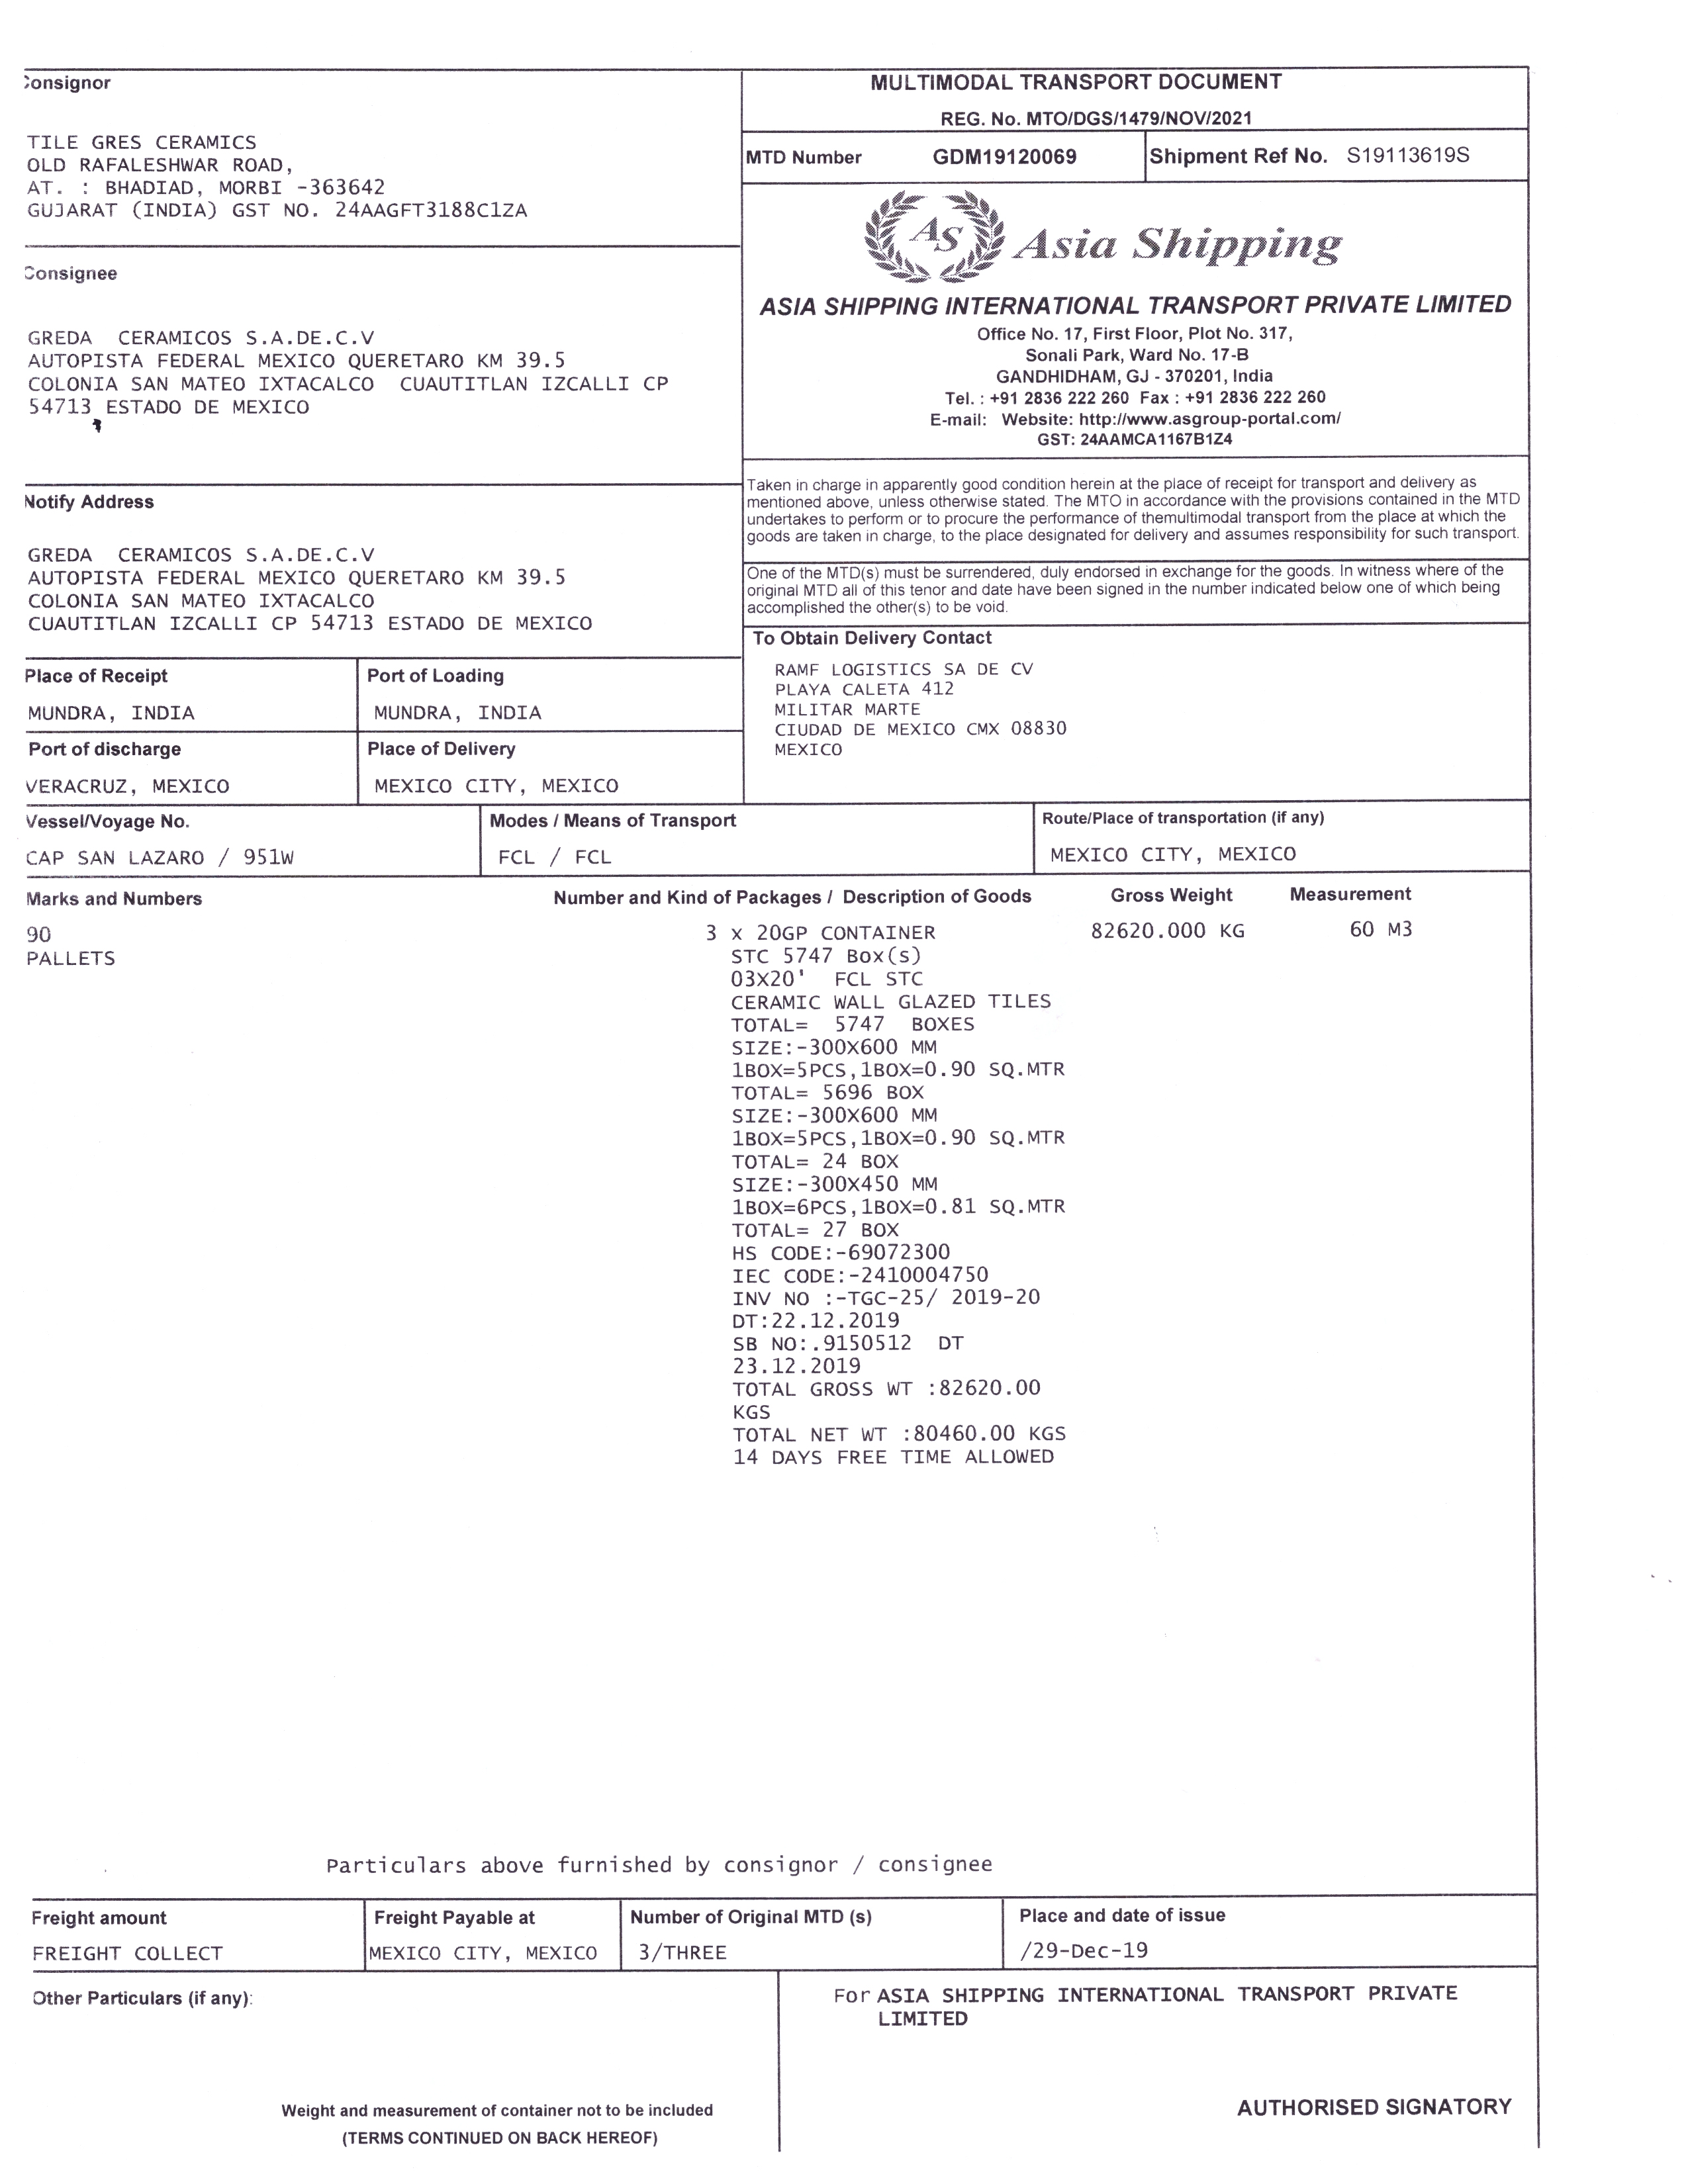 Consignor
TILE GRES CERAMICS
OLD RAFALESHWAR ROAD,
AT. : BHADIAD, MORBI -363642
GUJARAT (INDIA) GST NO. 24AAGFT3188C1ZA
Consignee
GREDA CERAMICOS S.A.DE.C.V
AUTOPISTA FEDERAL MEXICO QUERETARO KM 39.5
COLONIA SAN MATEO IXTACALCO CUAUTITLAN IZCALLI CP
54713 ESTADO DE MEXICO
Notify Address
GREDA CERAMICOS S.A.DE.C.V
AUTOPISTA FEDERAL MEXICO QUERETARO KM 39.5
COLONIA SAN MATEO IXTACALCO
CUAUTITLAN IZCALLI CP 54713 ESTADO DE MEXICO
MULTIMODAL TRANSPORT DOCUMENT
REG. No. MTO/DGS/1479/NOV/2021
MTD Number GDM19120069 Shipment Ref No. S19113619S
AS Asia Shipping
ASIA SHIPPING INTERNATIONAL TRANSPORT PRIVATE LIMITED
Office No. 17, First Floor, Plot No. 317,
Sonali Park, Ward No. 17-B
GANDHIDHAM, GJ - 370201, India
Tel. : +91 2836 222 260 Fax : +91 2836 222 260
E-mail: Website: http://www.asgroup-portal.com/
GST: 24AAMCA1167B1Z4
Taken in charge in apparently good condition herein at the place of receipt for transport and delivery as
mentioned above, unless otherwise stated. The MTO in accordance with the provisions contained in the MTD
undertakes to perform or to procure the performance of themultimodal transport from the place at which the
goods are taken in charge, to the place designated for delivery and assumes responsibility for such transport.
One of the MTD(s) must be surrendered, duly endorsed in exchange for the goods. In witness where of the
original MTD all of this tenor and date have been signed in the number indicated below one of which being
accomplished the other(s) to be void.
To Obtain Delivery Contact
RAMF LOGISTICS SA DE CV
PLAYA CALETA 412
MILITAR MARTE
CIUDAD DE MEXICO CMX 08830
MEXICO
Place of Receipt Port of Loading
MUNDRA, INDIA MUNDRA, INDIA
Port of discharge Place of Delivery
VERACRUZ, MEXICO MEXICO CITY, MEXICO
Vessel/Voyage No. Modes / Means of Transport Route/Place of transportation (if any)
CAP SAN LAZARO / 951W FCL / FCL MEXICO CITY, MEXICO
Marks and Numbers Number and Kind of Packages / Description of Goods Gross Weight Measurement
90 3 x 20GP CONTAINER 82620.000 KG 60 M3
PALLETS STC 5747 Box(s)
03X20' FCL STC
CERAMIC WALL GLAZED TILES
TOTAL= 5747 BOXES
SIZE:-300X600 MM
1BOX=5PCS,1BOX=0.90 SQ.MTR
TOTAL= 5696 BOX
SIZE:-300X600 MM
1BOX=5PCS,1BOX=0.90 SQ.MTR
TOTAL= 24 BOX
SIZE:-300X450 MM
1BOX=6PCS,1BOX=0.81 SQ.MTR
TOTAL= 27 BOX
HS CODE:-69072300
IEC CODE:-2410004750
INV NO :-TGC-25/ 2019-20
DT:22.12.2019
SB NO:.9150512 DT
23.12.2019
TOTAL GROSS WT :82620.00
KGS
TOTAL NET WT :80460.00 KGS
14 DAYS FREE TIME ALLOWED
Particulars above furnished by consignor / consignee
Freight amount Freight Payable at Number of Original MTD (s) Place and date of issue
FREIGHT COLLECT MEXICO CITY, MEXICO 3/THREE /29-Dec-19
Other Particulars (if any):
For ASIA SHIPPING INTERNATIONAL TRANSPORT PRIVATE
LIMITED
Weight and measurement of container not to be included
(TERMS CONTINUED ON BACK HEREOF)
AUTHORISED SIGNATORY